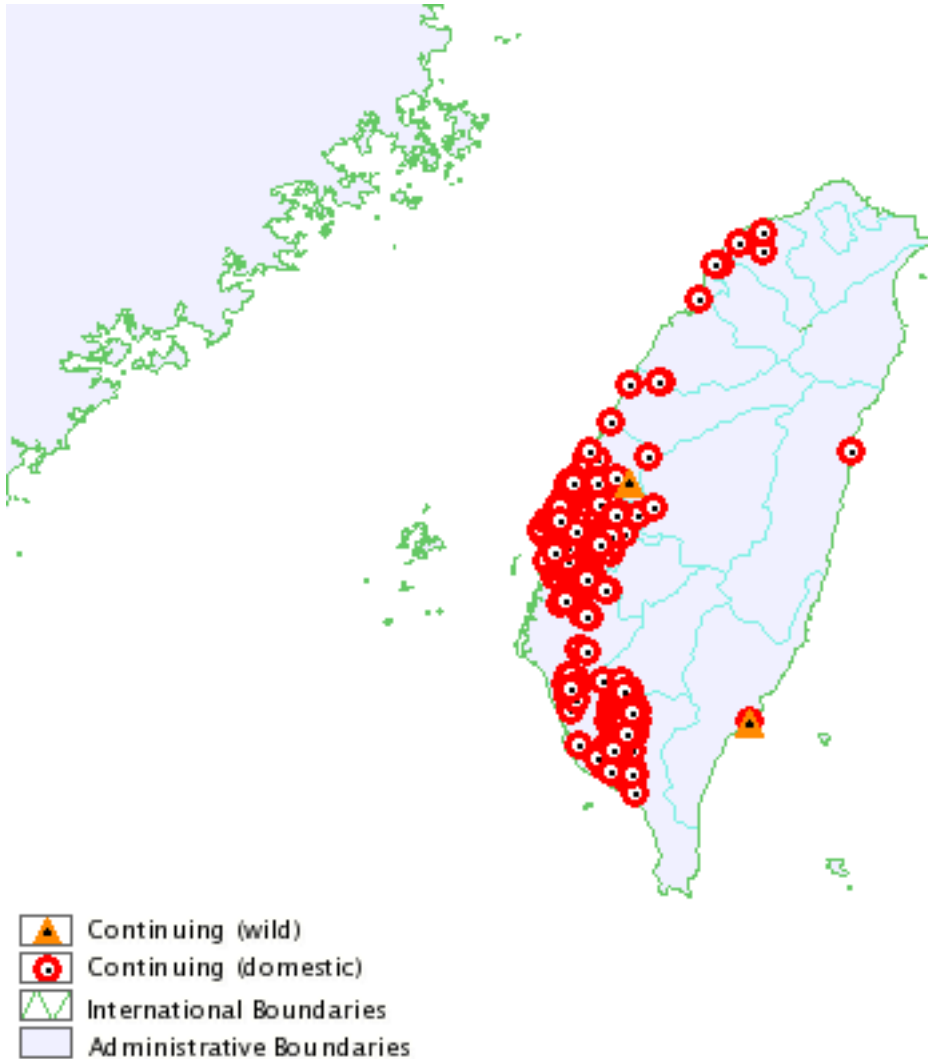 Continuing (wild)
Continuing (domestic)
International Boundaries
Administrative Boundaries